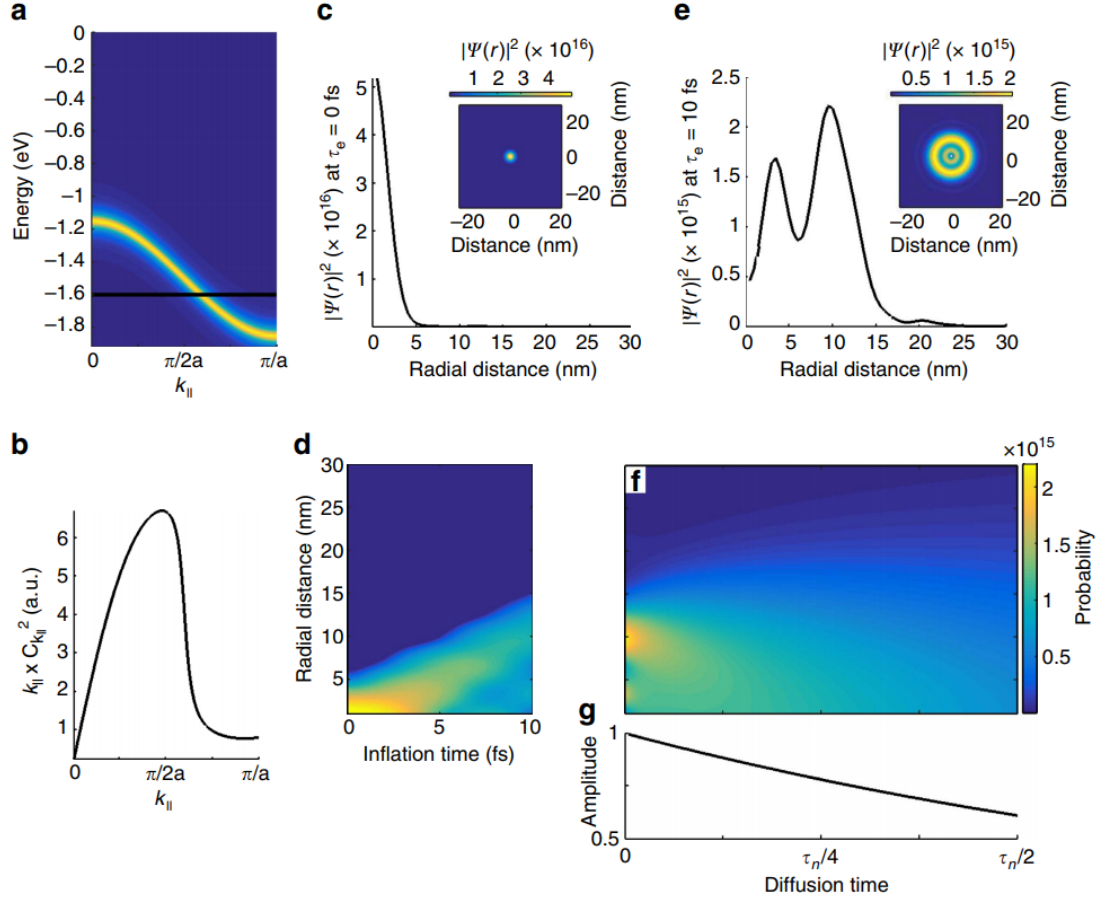 a
0
−0.2
−0.4
−0.6
−0.8
−1
−1.2
−1.4
−1.6
−1.8
Energy (eV)
0
π/2a
π/a
k||
b
6
5
4
3
2
1
k|| x Ck||²  (a.u.)
0
π/2a
π/a
k||
c
|Ψ(r)|² (× 10¹⁶)
1 2 3 4
20
0
−20
Distance (nm)
−20 0 20
Distance (nm)
5
4
3
2
1
|Ψ(r)|² (× 10¹⁶) at τe = 0 fs
0 5 10 15 20 25 30
Radial distance (nm)
d
30
25
20
15
10
5
Radial distance (nm)
0 5 10
Inflation time (fs)
e
|Ψ(r)|² (× 10¹⁵)
0.5 1 1.5 2
20
0
−20
Distance (nm)
−20 0 20
Distance (nm)
2.5
2
1.5
1
0.5
0
|Ψ(r)|² (× 10¹⁵) at τe = 10 fs
0 5 10 15 20 25 30
Radial distance (nm)
f
×10¹⁵
2
1.5
1
0.5
Probability
g
1
0.5
Amplitude
0
τn/4
τn/2
Diffusion time